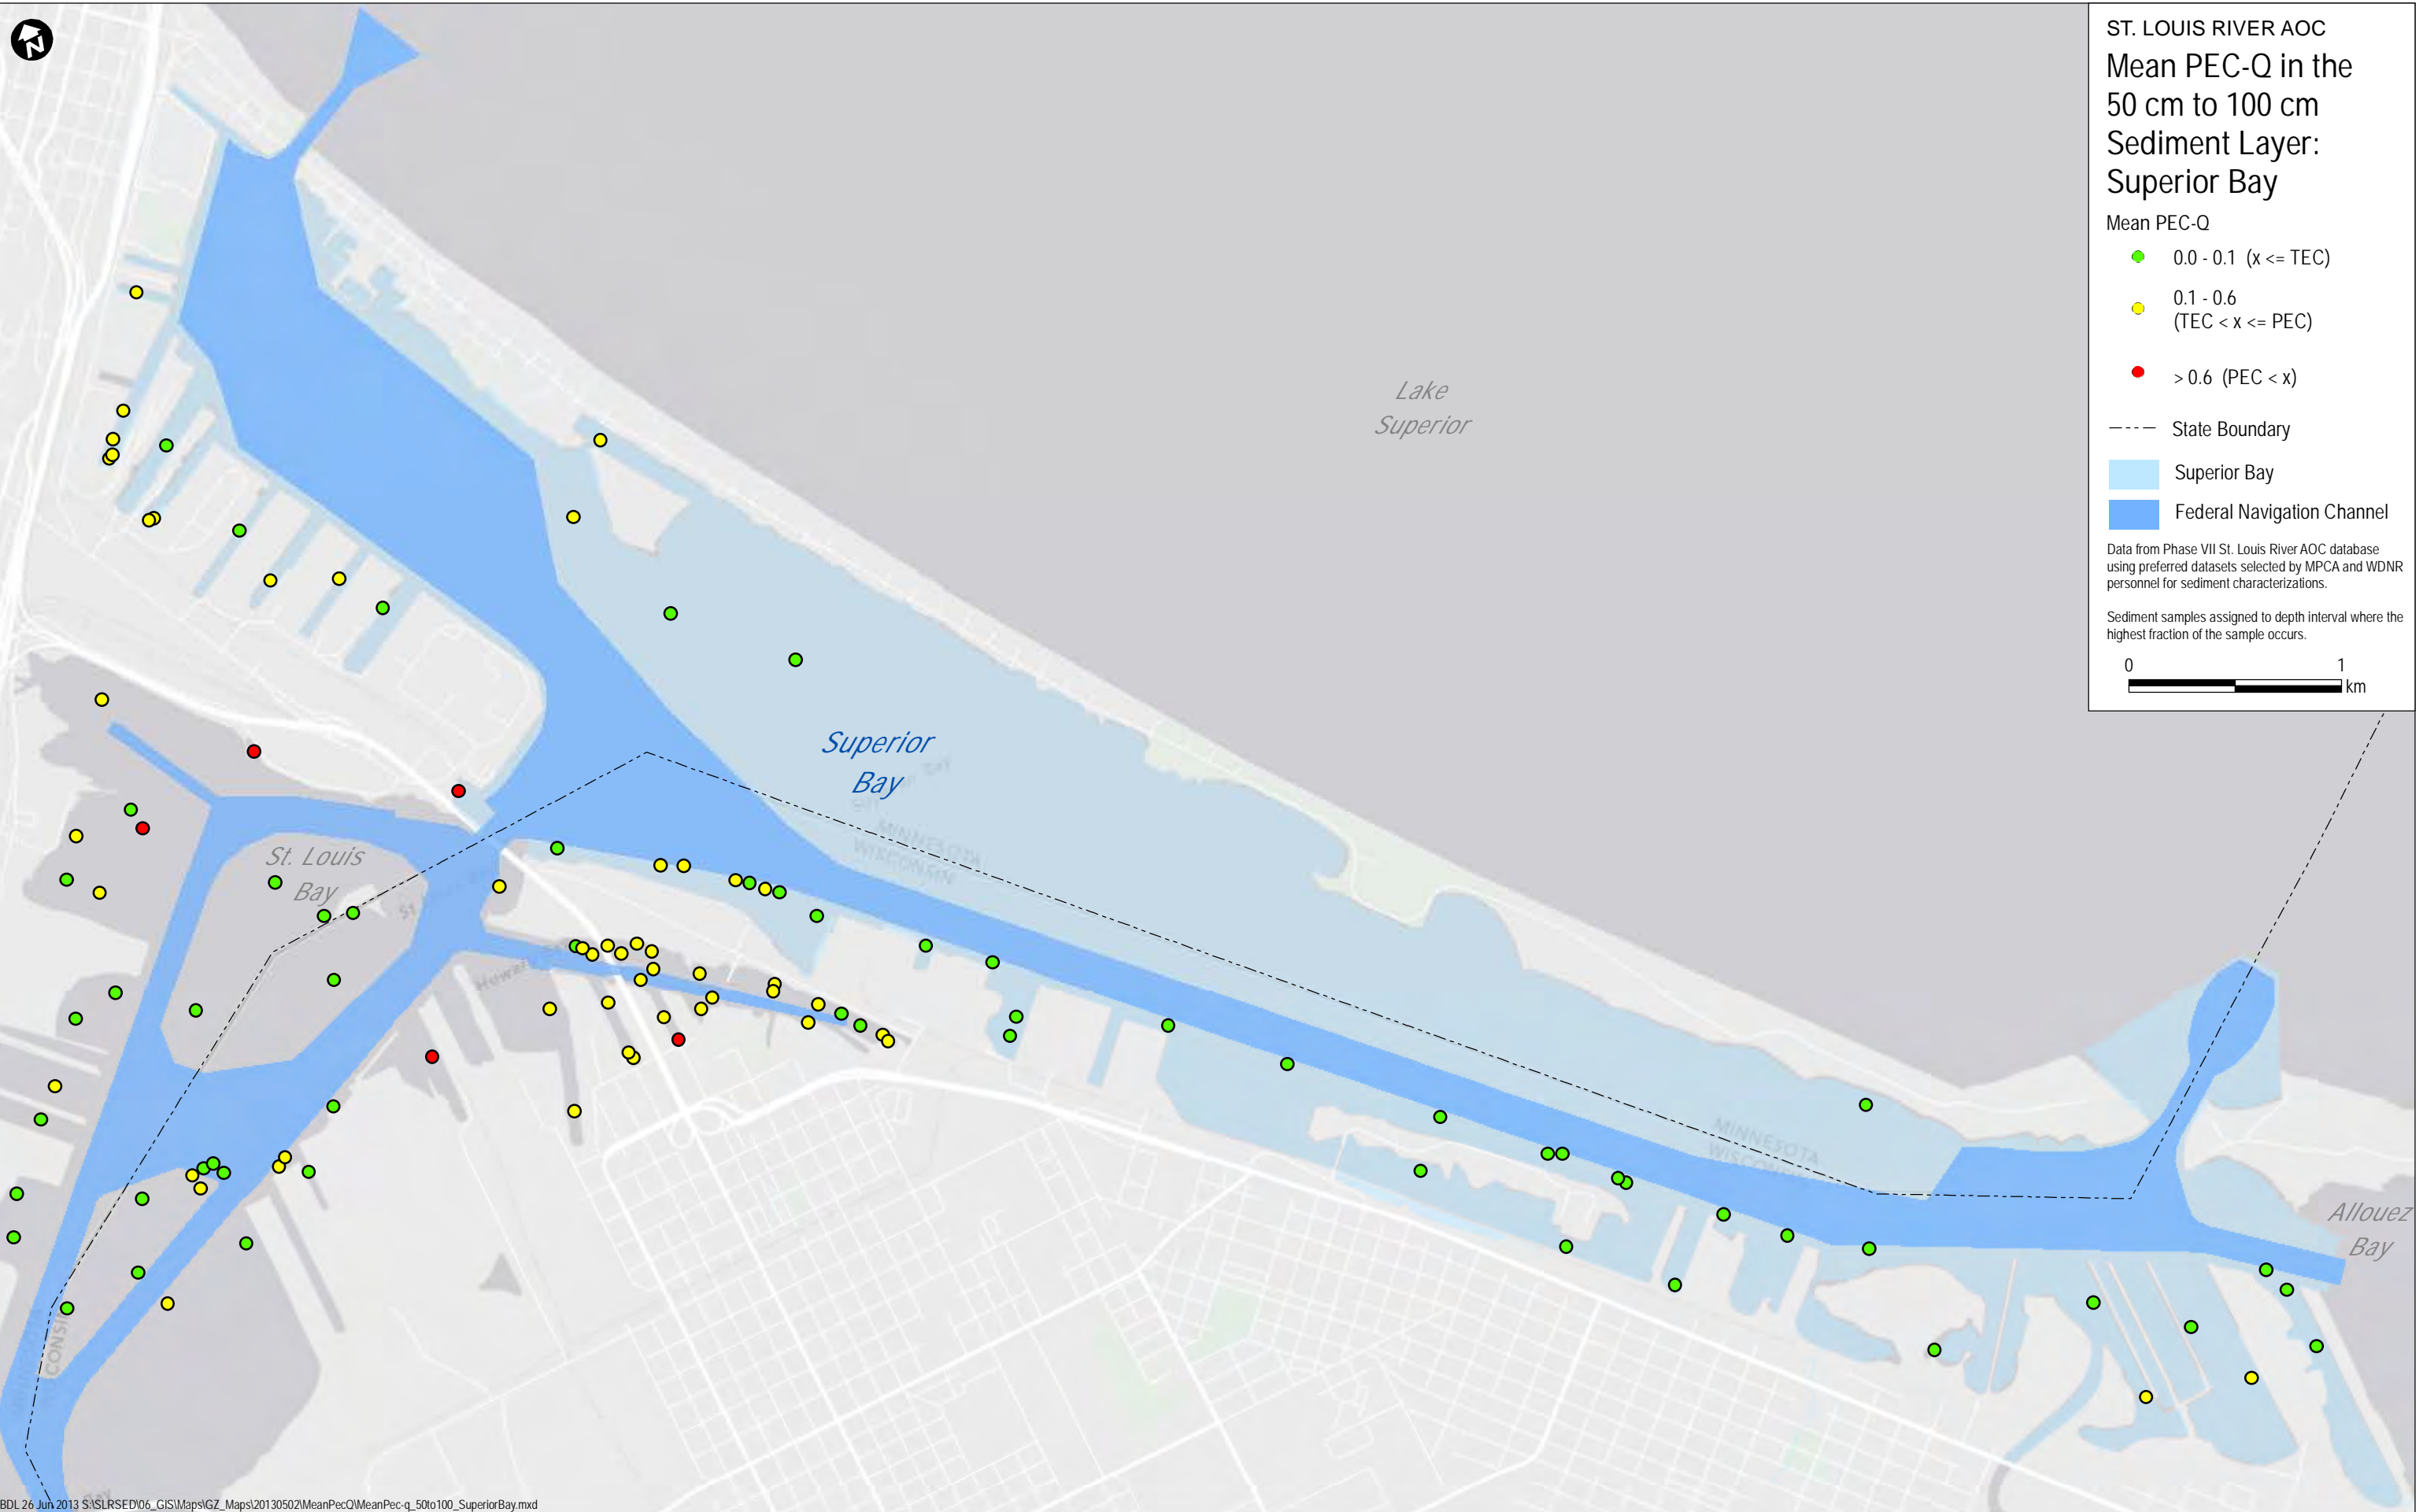 N
ST. LOUIS RIVER AOC
Mean PEC-Q in the
50 cm to 100 cm
Sediment Layer:
Superior Bay
Mean PEC-Q
0.0 - 0.1 (x <= TEC)
0.1 - 0.6
(TEC < x <= PEC)
> 0.6 (PEC < x)
State Boundary
Superior Bay
Federal Navigation Channel
Data from Phase VII St. Louis River AOC database
using preferred datasets selected by MPCA and WDNR
personnel for sediment characterizations.
Sediment samples assigned to depth interval where the
highest fraction of the sample occurs.
0 1
km
Lake
Superior
Superior
Bay
MINNESOTA
WISCONSIN
St. Louis
Bay
MINNESOTA
WISCONSIN
Allouez
Bay
Bay
BDL 26 Jun 2013 S:\SLRSED\06_GIS\Maps\GZ_Maps\20130502\MeanPecQ\MeanPec-q_50to100_SuperiorBay.mxd